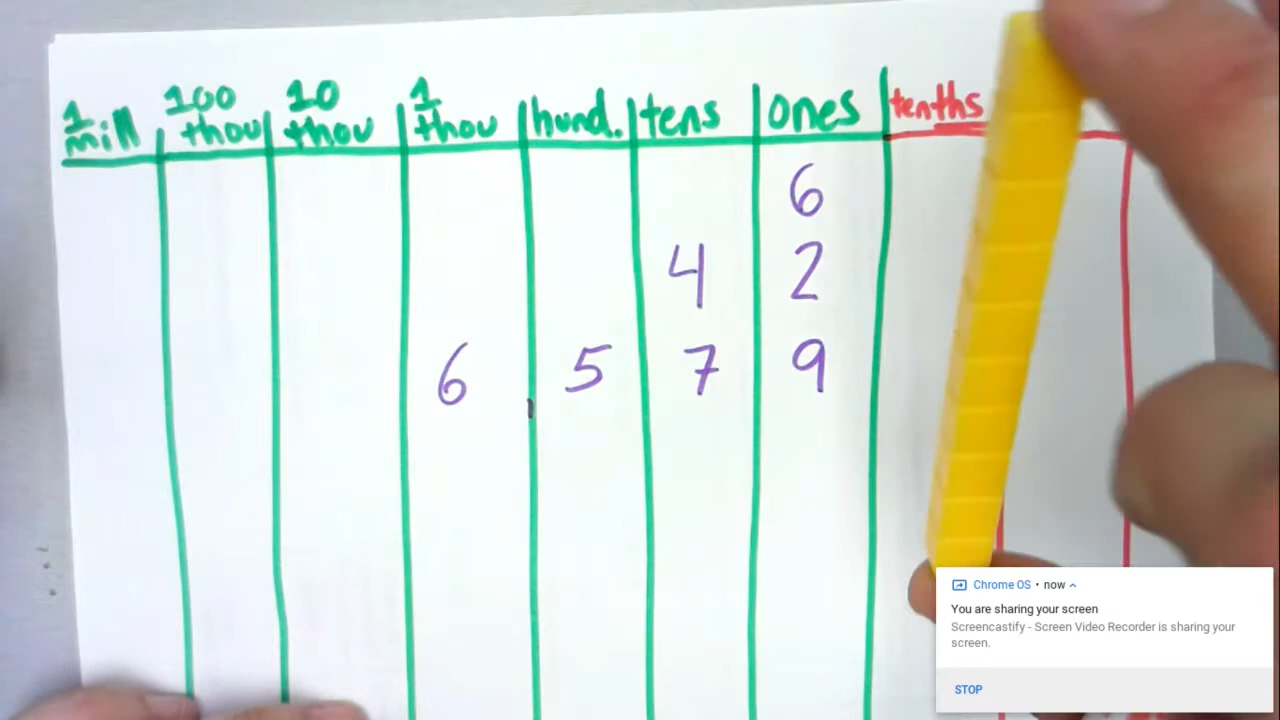 1 mill 100 thou 10 thou 1 thou hund. tens ones tenths
6
4 2
6 , 5 7 9
Chrome OS • now
You are sharing your screen
Screencastify - Screen Video Recorder is sharing your
screen.
STOP